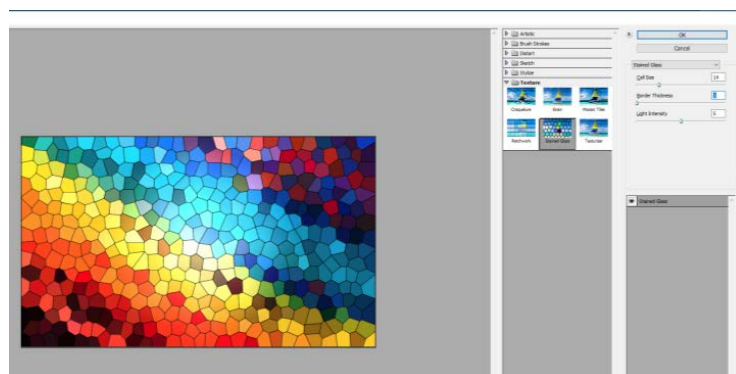 Artistic
Brush Strokes
Distort
Sketch
Stylize
Texture
Craquelure
Grain
Mosaic Tiles
Patchwork
Stained Glass
Texturizer
OK
Cancel
Stained Glass
Cell Size
Border Thickness
Light Intensity
5
Stained Glass